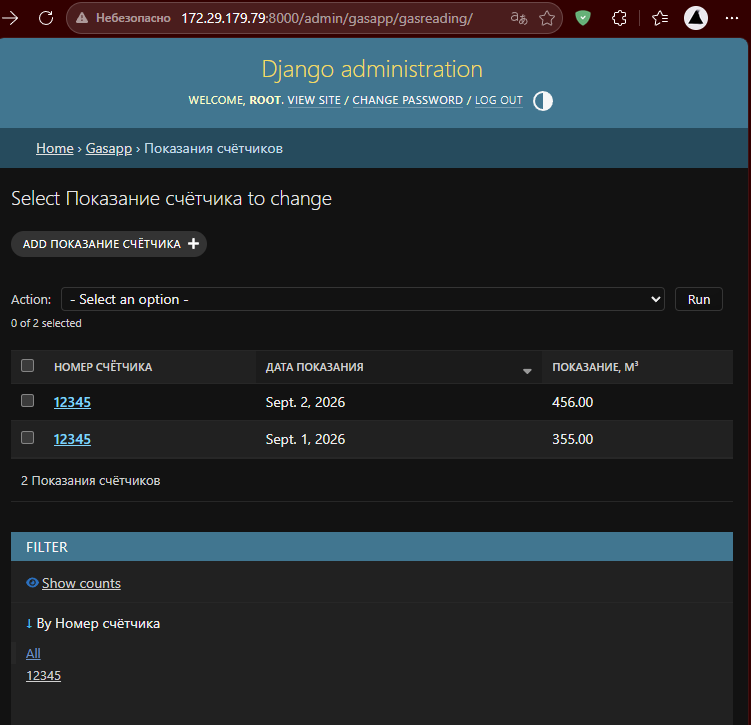 Небезопасно 172.29.179.79:8000/admin/gasapp/gasreading/
Django administration
WELCOME, ROOT. VIEW SITE / CHANGE PASSWORD / LOG OUT
Home › Gasapp › Показания счётчиков
Select Показание счётчика to change
ADD ПОКАЗАНИЕ СЧЁТЧИКА +
Action: - Select an option - Run
0 of 2 selected
НОМЕР СЧЁТЧИКА ДАТА ПОКАЗАНИЯ ПОКАЗАНИЕ, М³
12345 Sept. 2, 2026 456.00
12345 Sept. 1, 2026 355.00
2 Показания счётчиков
FILTER
Show counts
↓ By Номер счётчика
All
12345